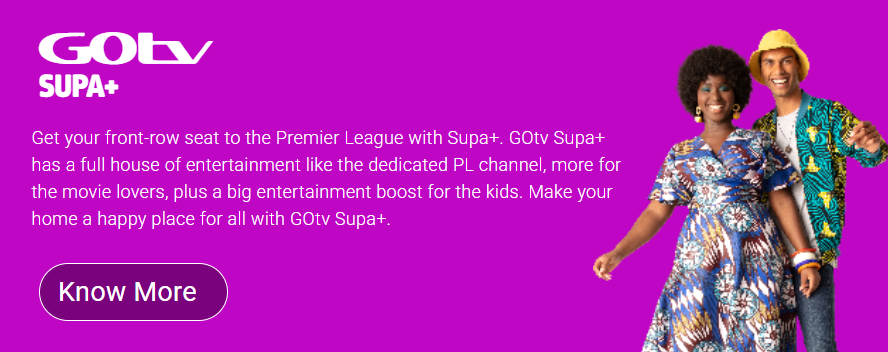 GOtv
SUPA+
Get your front-row seat to the Premier League with Supa+. GOtv Supa+
has a full house of entertainment like the dedicated PL channel, more for
the movie lovers, plus a big entertainment boost for the kids. Make your
home a happy place for all with GOtv Supa+.
Know More